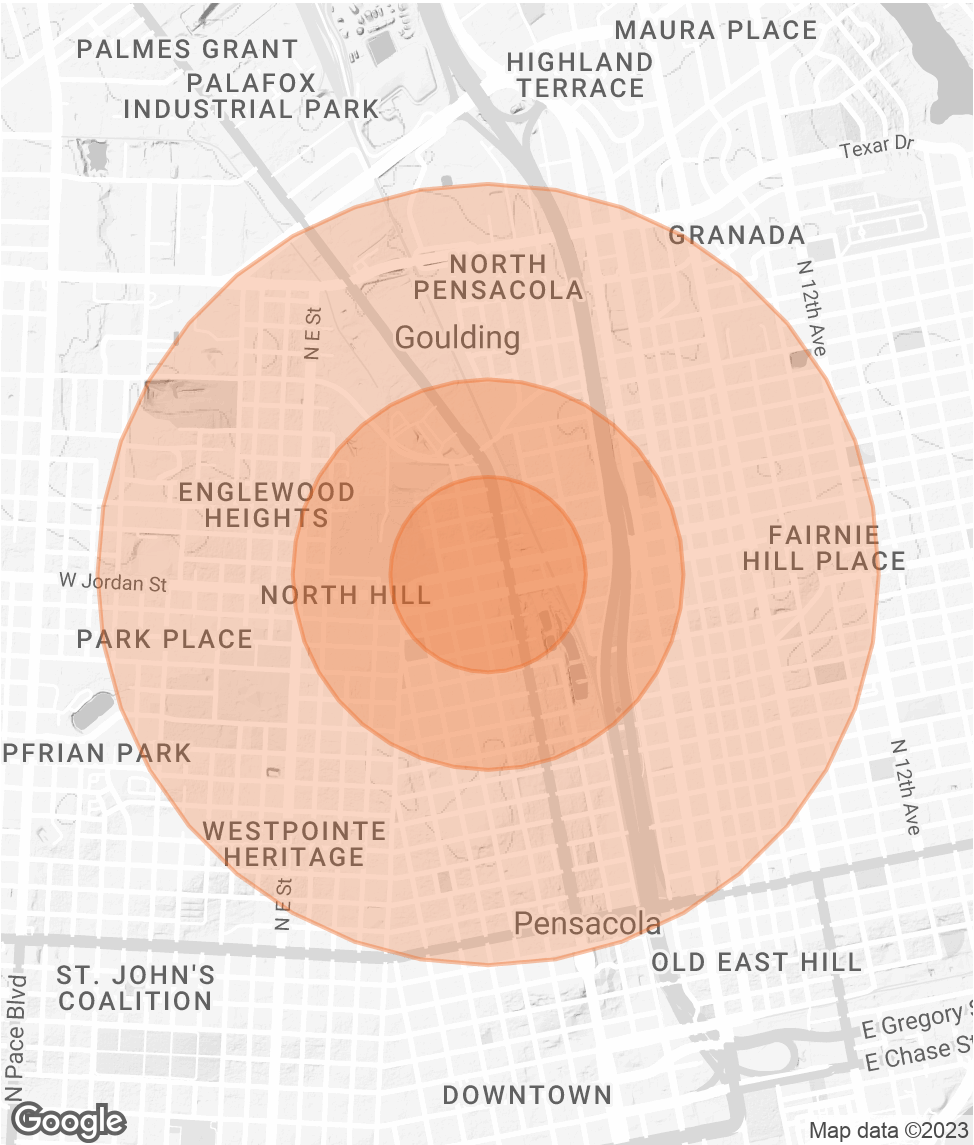 MAURA PLACE
PALMES GRANT
HIGHLAND
TERRACE
PALAFOX
INDUSTRIAL PARK
Texar Dr
GRANADA
NORTH
PENSACOLA
N 12th Ave
N E St
Goulding
ENGLEWOOD
HEIGHTS
FAIRNIE
HILL PLACE
W Jordan St
NORTH HILL
PARK PLACE
PFRIAN PARK
N 12th Ave
WESTPOINTE
HERITAGE
N E St
Pensacola
OLD EAST HILL
ST. JOHN'S
COALITION
N Pace Blvd
E Gregory S
E Chase St
DOWNTOWN
Google
Map data ©2023